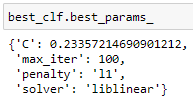 best_clf.best_params_
{'C': 0.23357214690901212,
 'max_iter': 100,
 'penalty': 'l1',
 'solver': 'liblinear'}